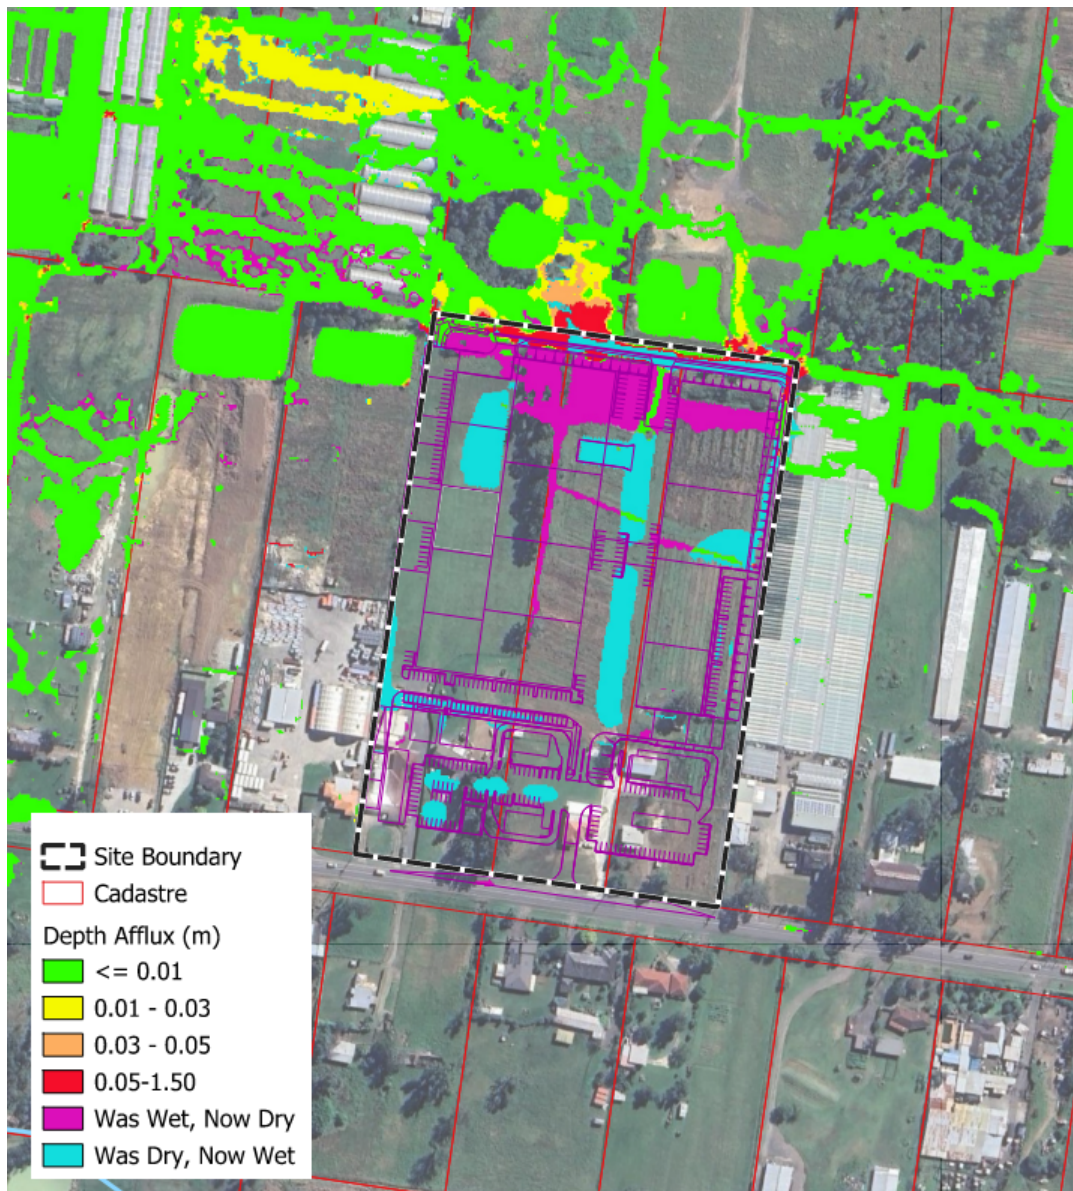 Site Boundary
Cadastre
Depth Afflux (m)
<= 0.01
0.01 - 0.03
0.03 - 0.05
0.05-1.50
Was Wet, Now Dry
Was Dry, Now Wet